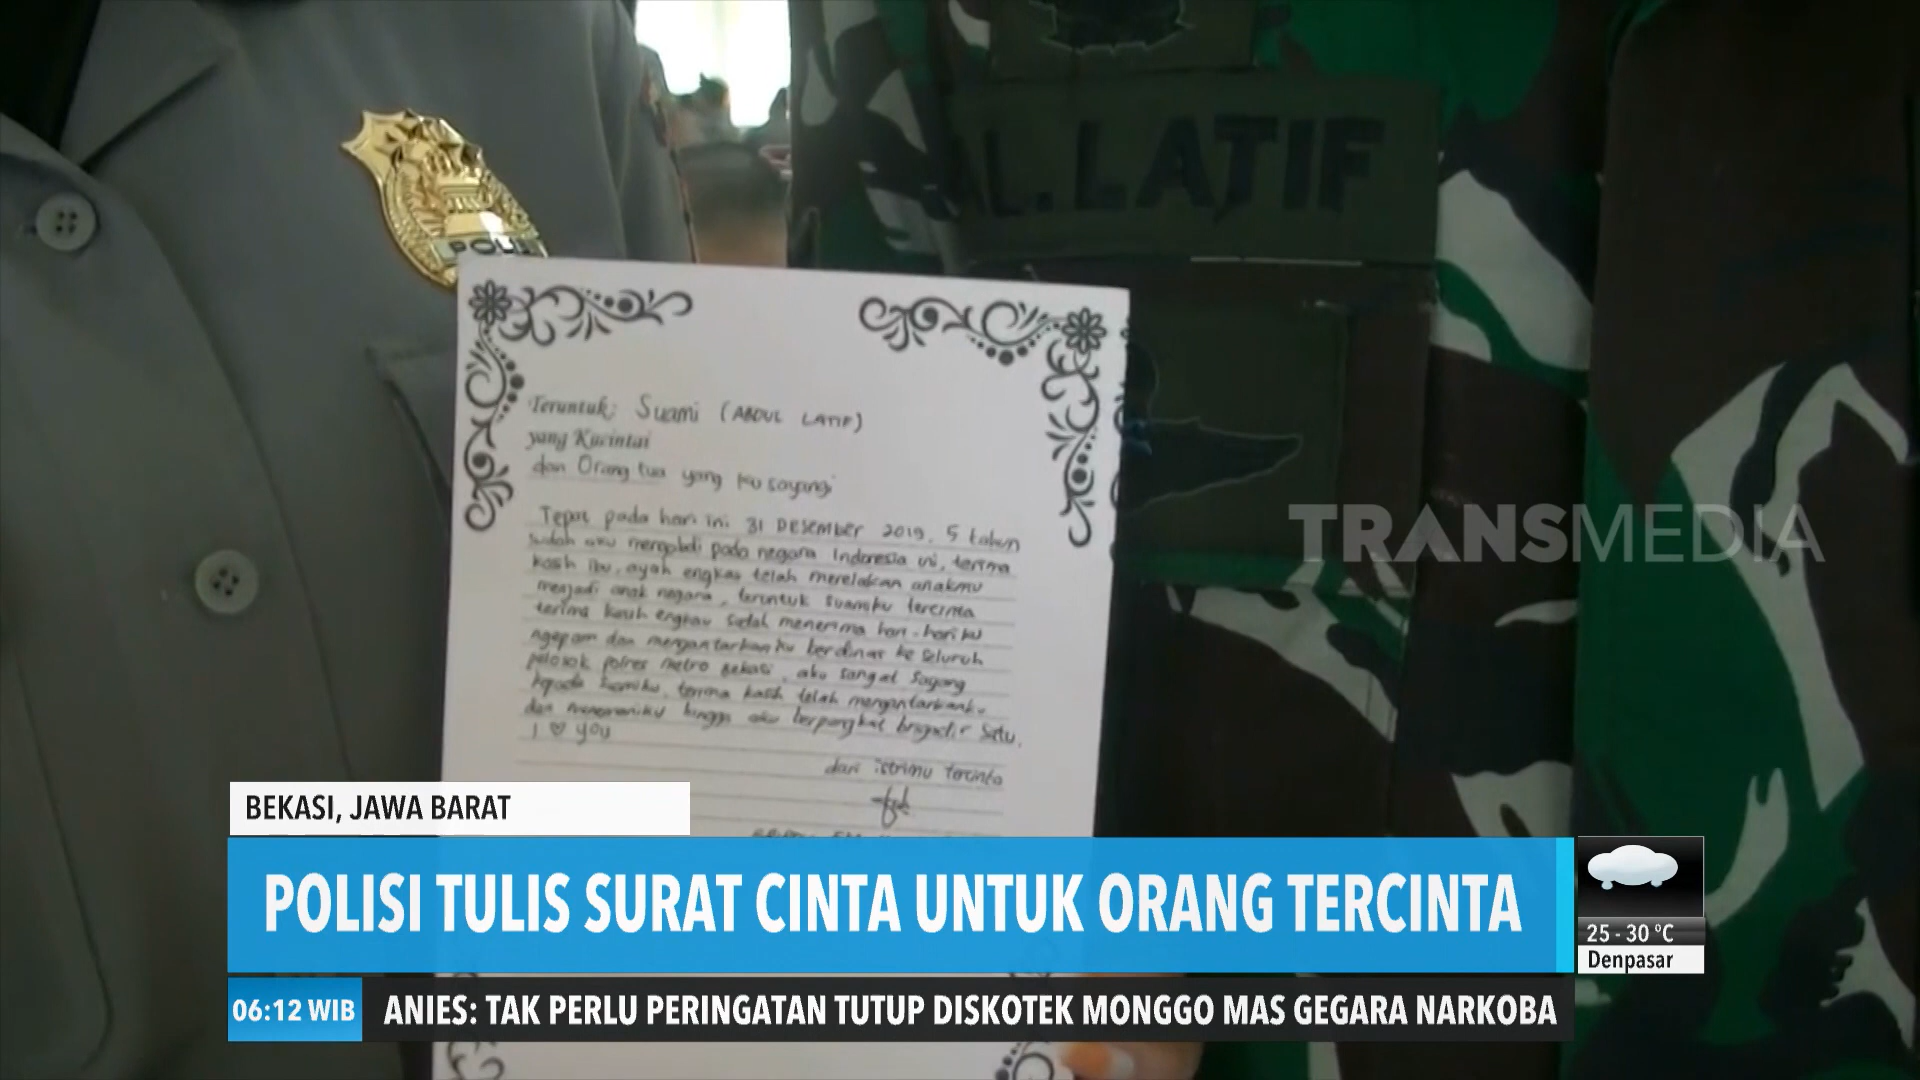 POLISI
AL.LATIF
Teruntuk: Suami (ABDUL LATIF)
yang Kucintai
dan Orang tua yang ku sayangi
Tepat pada hari ini 31 DESEMBER 2019, 5 tahun
sudah aku mengabdi pada negara Indonesia ini, terima
kasih ibu, ayah engkau telah merelakan anakmu
menjadi anak negara, teruntuk suamiku tercinta
terima kasih engkau sudah menerima hari-hariku
ngepam dan mengantarkanku berdinas ke seluruh
pelosok polres metro Bekasi, aku sangat sayang
kepada suamiku, terima kasih telah mengantarkanku
dan menemaniku hingga aku berpangkat brigadir satu.
I ♡ you
dari istrimu tercinta
TRANSMEDIA
BEKASI, JAWA BARAT
POLISI TULIS SURAT CINTA UNTUK ORANG TERCINTA
25 - 30 °C
Denpasar
06:12 WIB ANIES: TAK PERLU PERINGATAN TUTUP DISKOTEK MONGGO MAS GEGARA NARKOBA